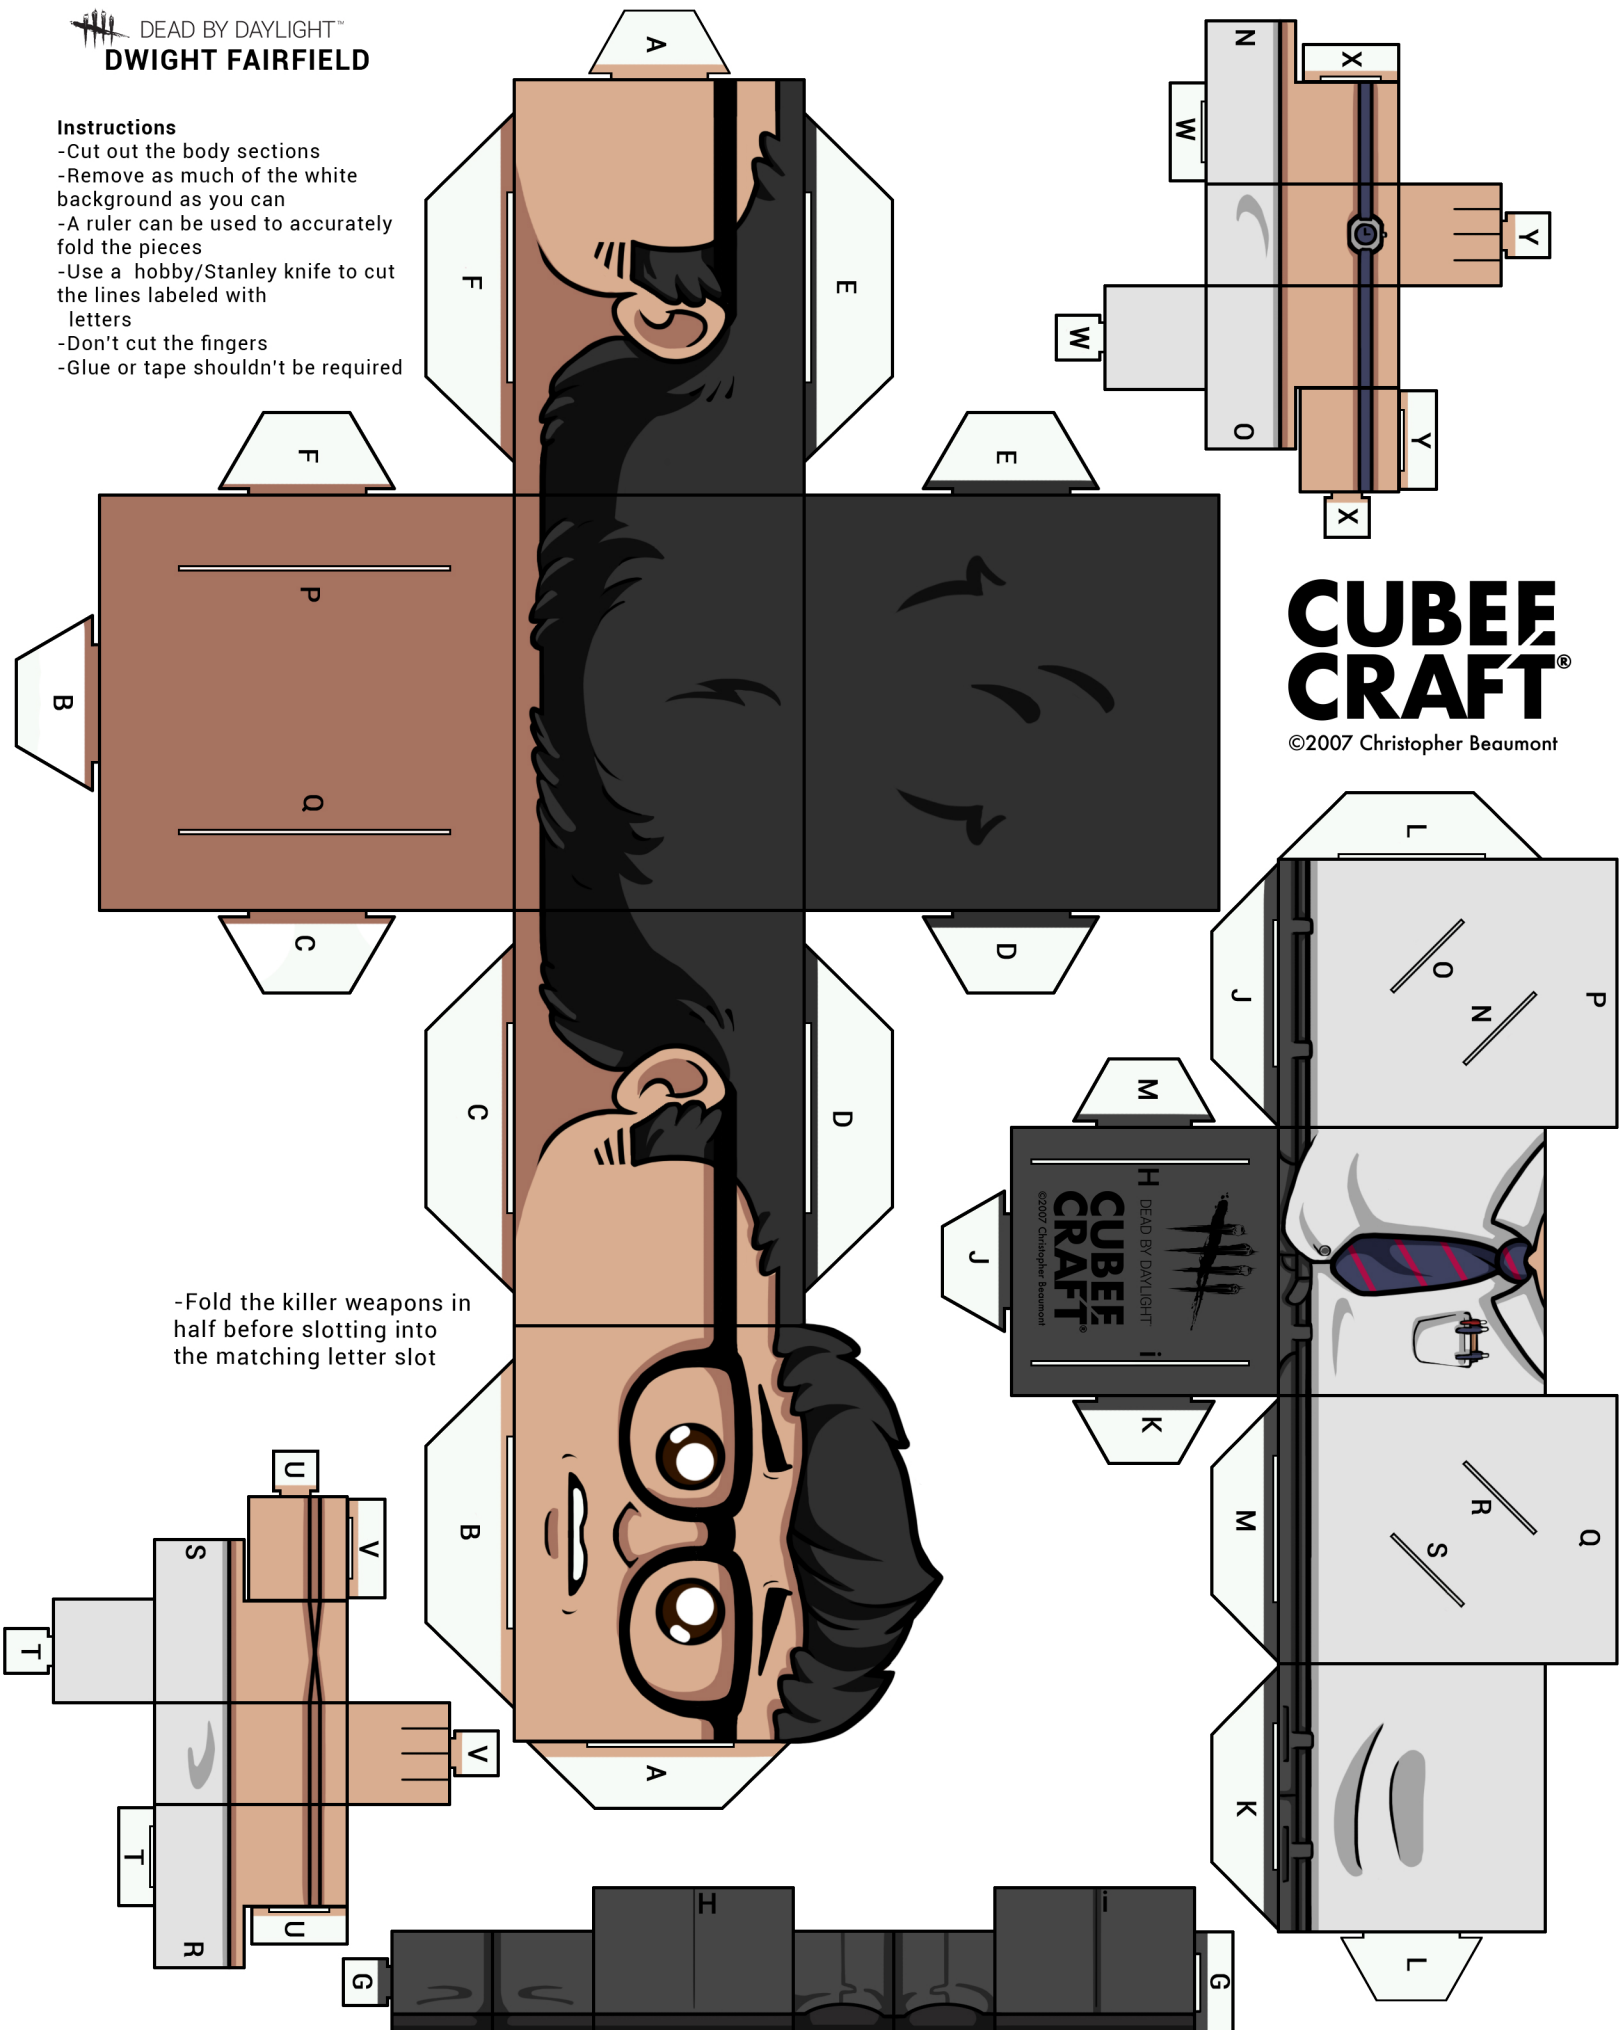 DEAD BY DAYLIGHT™
DWIGHT FAIRFIELD
Instructions
-Cut out the body sections
-Remove as much of the white
background as you can
-A ruler can be used to accurately
fold the pieces
-Use a hobby/Stanley knife to cut
the lines labeled with
letters
-Don't cut the fingers
-Glue or tape shouldn't be required
A
F
E
N
X
W
Y
W
O
Y
X
F
E
P
B
Q
C
D
C
D
CUBEE
CRAFT®
©2007 Christopher Beaumont
L
J
O
N
P
M
H
DEAD BY DAYLIGHT™
CUBEE
CRAFT®
©2007 Christopher Beaumont
i
J
K
M
R
S
Q
K
L
-Fold the killer weapons in
half before slotting into
the matching letter slot
B
A
U
V
S
T
V
T
U
R
H
i
G
G